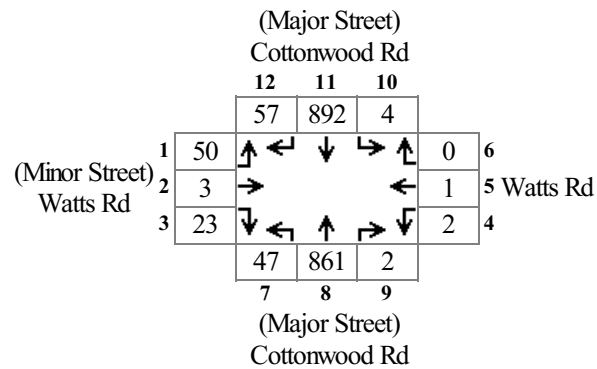 (Major Street)
Cottonwood Rd
12 11 10
57 892 4
1 50 0 6
(Minor Street) 2 3 1 5 Watts Rd
Watts Rd
3 23 2 4
47 861 2
7 8 9
(Major Street)
Cottonwood Rd